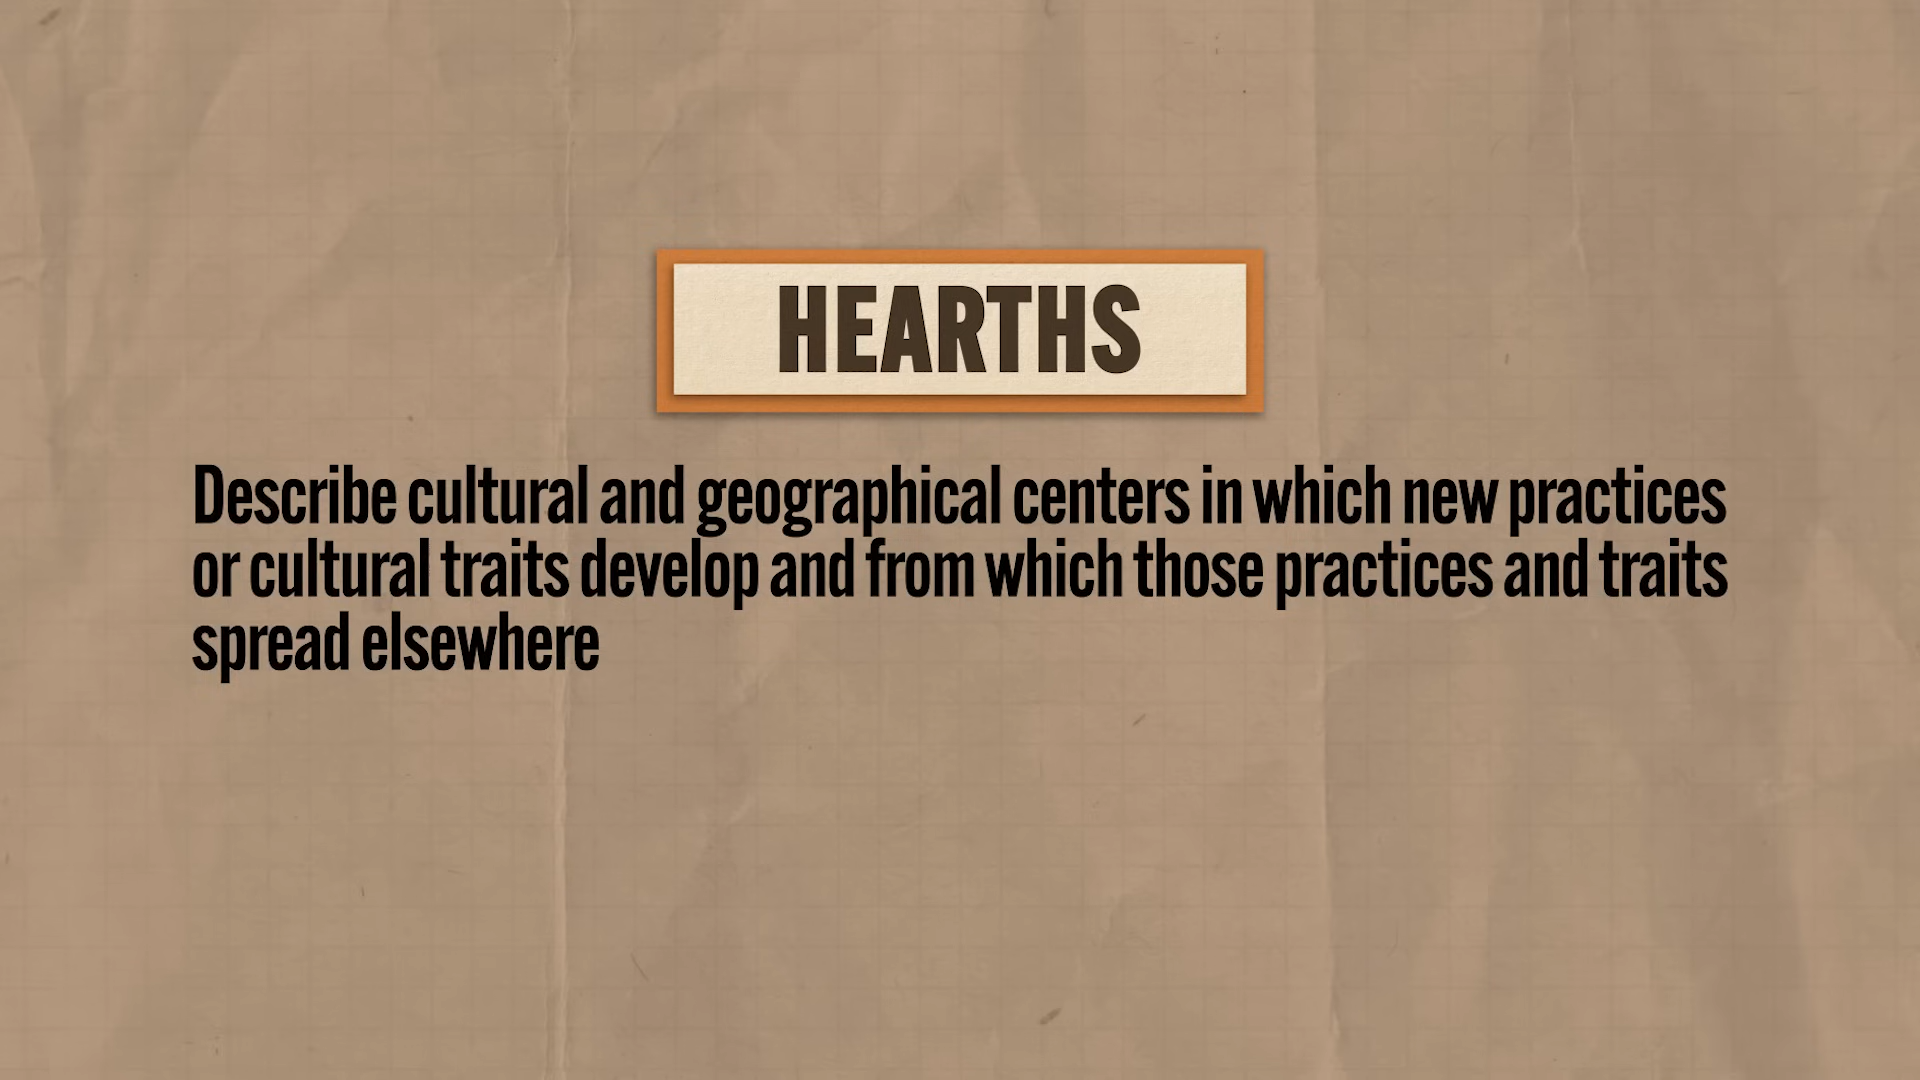 HEARTHS
Describe cultural and geographical centers in which new practices
or cultural traits develop and from which those practices and traits
spread elsewhere